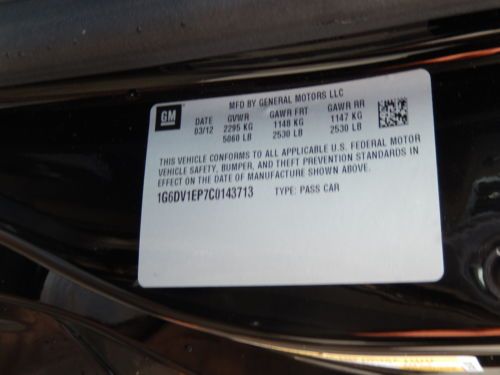 MFD BY GENERAL MOTORS LLC
GM DATE GVWR GAWR FRT GAWR RR
03/12 2295 KG 1148 KG 1147 KG
5060 LB 2530 LB 2530 LB
THIS VEHICLE CONFORMS TO ALL APPLICABLE U.S. FEDERAL MOTOR
VEHICLE SAFETY, BUMPER, AND THEFT PREVENTION STANDARDS IN
EFFECT ON THE DATE OF MANUFACTURE SHOWN ABOVE.
1G6DV1EP7C0143713 TYPE: PASS CAR